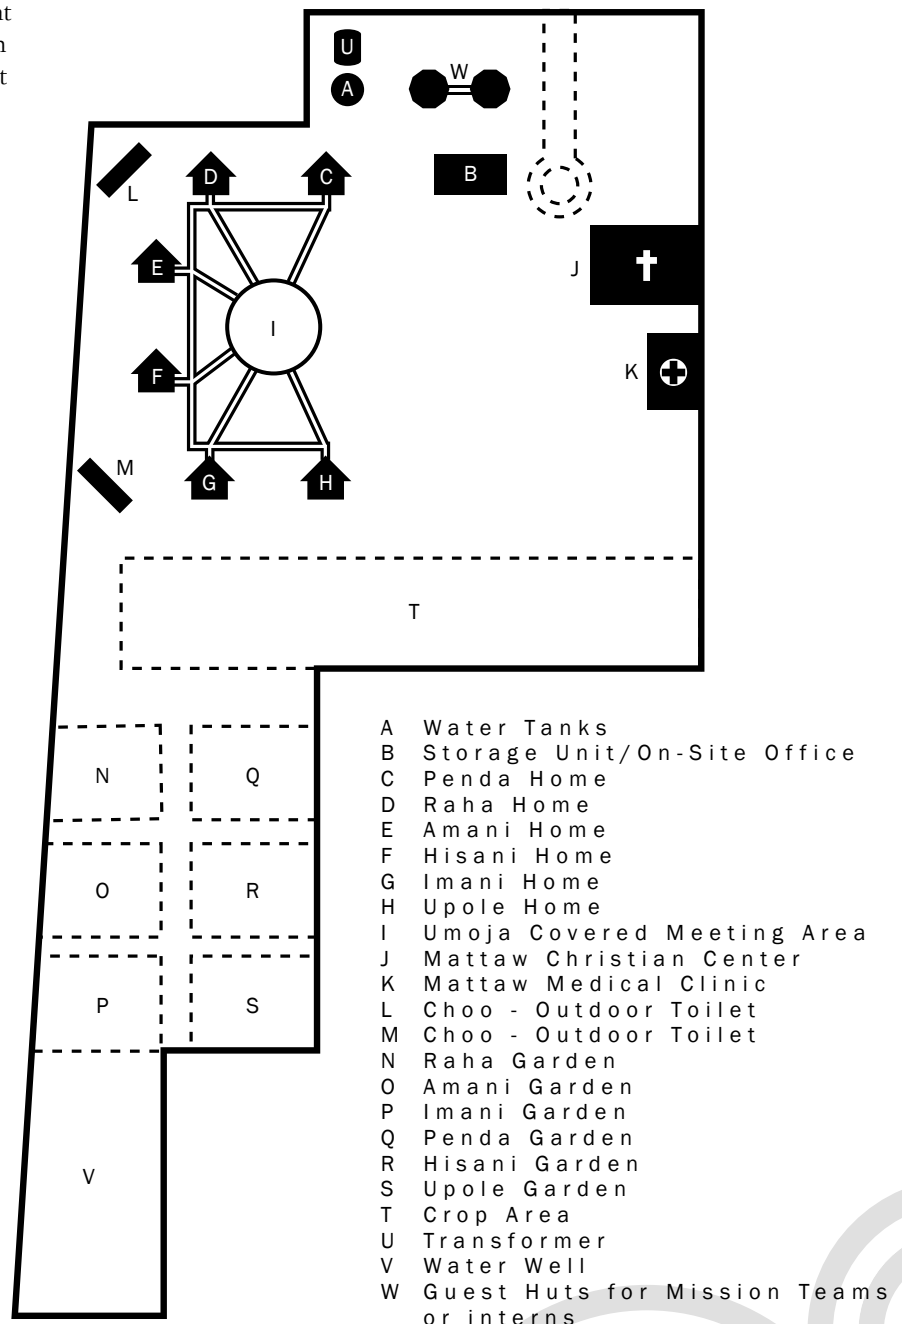 U
A
W
B
L
D
C
E
I
J
F
K
M
G
H
T
N
Q
O
R
P
S
V
A Water Tanks
B Storage Unit/On-Site Office
C Penda Home
D Raha Home
E Amani Home
F Hisani Home
G Imani Home
H Upole Home
I Umoja Covered Meeting Area
J Mattaw Christian Center
K Mattaw Medical Clinic
L Choo - Outdoor Toilet
M Choo - Outdoor Toilet
N Raha Garden
O Amani Garden
P Imani Garden
Q Penda Garden
R Hisani Garden
S Upole Garden
T Crop Area
U Transformer
V Water Well
W Guest Huts for Mission Teams
or interns